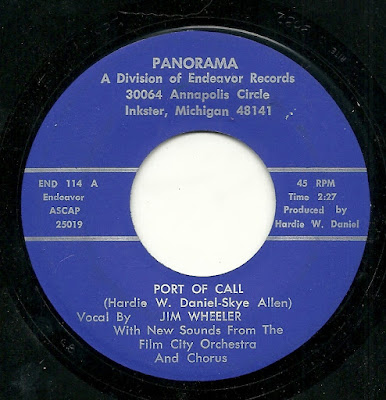 PANORAMA
A Division of Endeavor Records
30064 Annapolis Circle
Inkster, Michigan 48141
END 114 A
Endeavor
ASCAP
25019
45 RPM
Time 2:27
Produced by
Hardie W. Daniel
PORT OF CALL
(Hardie W. Daniel-Skye Allen)
Vocal By JIM WHEELER
With New Sounds From The
Film City Orchestra
And Chorus